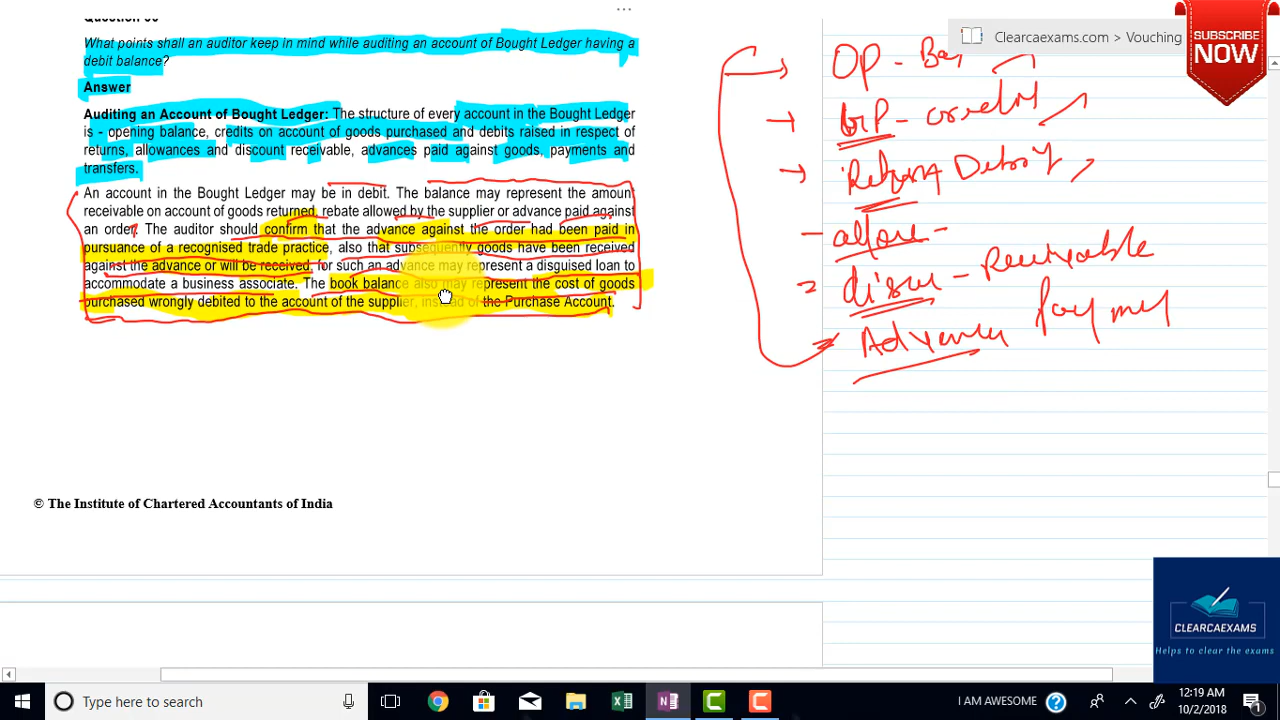 What points shall an auditor keep in mind while auditing an account of Bought Ledger having a
debit balance?
Answer
Auditing an Account of Bought Ledger: The structure of every account in the Bought Ledger
is - opening balance, credits on account of goods purchased and debits raised in respect of
returns, allowances and discount receivable, advances paid against goods, payments and
transfers.
An account in the Bought Ledger may be in debit. The balance may represent the amount
receivable on account of goods returned, rebate allowed by the supplier or advance paid against
an order. The auditor should confirm that the advance against the order had been paid in
pursuance of a recognised trade practice, also that subsequently goods have been received
against the advance or will be received, for such an advance may represent a disguised loan to
accommodate a business associate. The book balance also may represent the cost of goods
purchased wrongly debited to the account of the supplier, instead of the Purchase Account.
© The Institute of Chartered Accountants of India
OP -
Return Debit
- Receivable
Advances
Clearcaexams.com > Vouching
SUBSCRIBE
NOW
CLEARCAEXAMS
Helps to clear the exams
Type here to search
I AM AWESOME
12:19 AM
10/2/2018